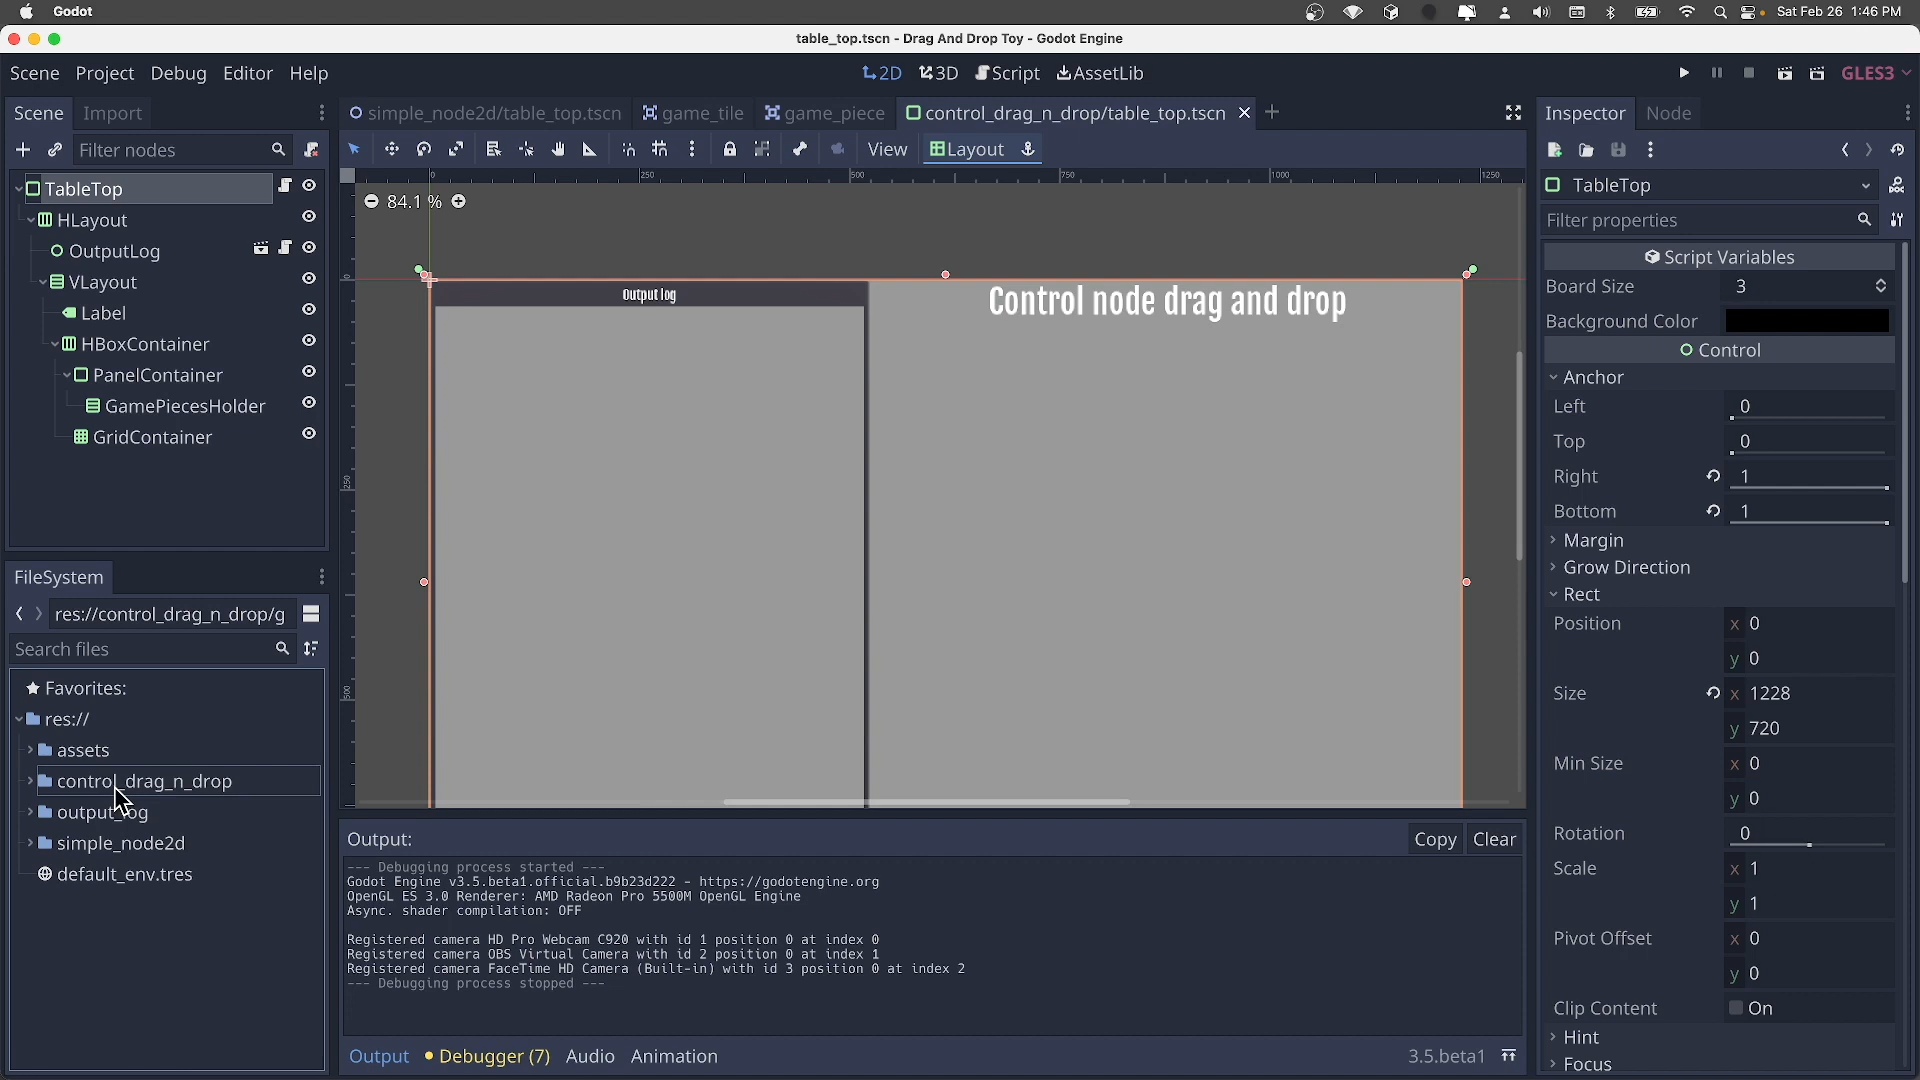 Godot
Sat Feb 26 1:46 PM
table_top.tscn - Drag And Drop Toy - Godot Engine
Scene Project Debug Editor Help
2D 3D Script AssetLib
GLES3
Scene Import
simple_node2d/table_top.tscn game_tile game_piece control_drag_n_drop/table_top.tscn
Inspector Node
Filter nodes
View Layout
TableTop
HLayout
OutputLog
VLayout
Label
HBoxContainer
PanelContainer
GamePiecesHolder
GridContainer
0 250 500 750 1000 1250
0
250
500
84.1 %
Output log
Control node drag and drop
TableTop
Filter properties
Script Variables
Board Size 3
Background Color
Control
Anchor
Left 0
Top 0
Right 1
Bottom 1
Margin
Grow Direction
Rect
Position x 0
y 0
Size x 1228
y 720
Min Size x 0
y 0
Rotation 0
Scale x 1
y 1
Pivot Offset x 0
y 0
Clip Content On
Hint
Focus
FileSystem
res://control_drag_n_drop/g
Search files
Favorites:
res://
assets
control_drag_n_drop
output_log
simple_node2d
default_env.tres
Output:
Copy Clear
--- Debugging process started ---
Godot Engine v3.5.beta1.official.b9b23d222 - https://godotengine.org
OpenGL ES 3.0 Renderer: AMD Radeon Pro 5500M OpenGL Engine
Async. shader compilation: OFF
Registered camera HD Pro Webcam C920 with id 1 position 0 at index 0
Registered camera OBS Virtual Camera with id 2 position 0 at index 1
Registered camera FaceTime HD Camera (Built-in) with id 3 position 0 at index 2
--- Debugging process stopped ---
Output Debugger (7) Audio Animation
3.5.beta1